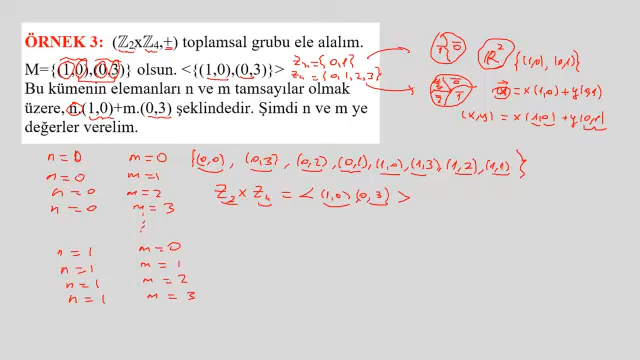 ÖRNEK 3: (ℤ₂xℤ₄,+) toplamsal grubu ele alalım.
M={(1,0),(0,3)} olsun. <{(1,0),(0,3)}>
Bu kümenin elemanları n ve m tamsayılar olmak
üzere, n.(1,0)+m.(0,3) şeklindedir. Şimdi n ve m ye
değerler verelim.
= {0,1}
= {0,1,2,3}
ℝ² {(1,0), (0,1)}
= x(1,0) + y(0,1)
(x,y) = x(1,0) + y(0,1)
n = 0 m = 0 {(0,0), (0,3), (0,2), (0,1), (1,0), (1,3), (1,2), (1,1)}
n = 0 m = 1
n = 0 m = 2 ℤ₂ × ℤ₄ = < (1,0) (0,3) >
n = 0 m = 3
⋮
n = 1 m = 0
n = 1 m = 1
n = 1 m = 2
n = 1 m = 3